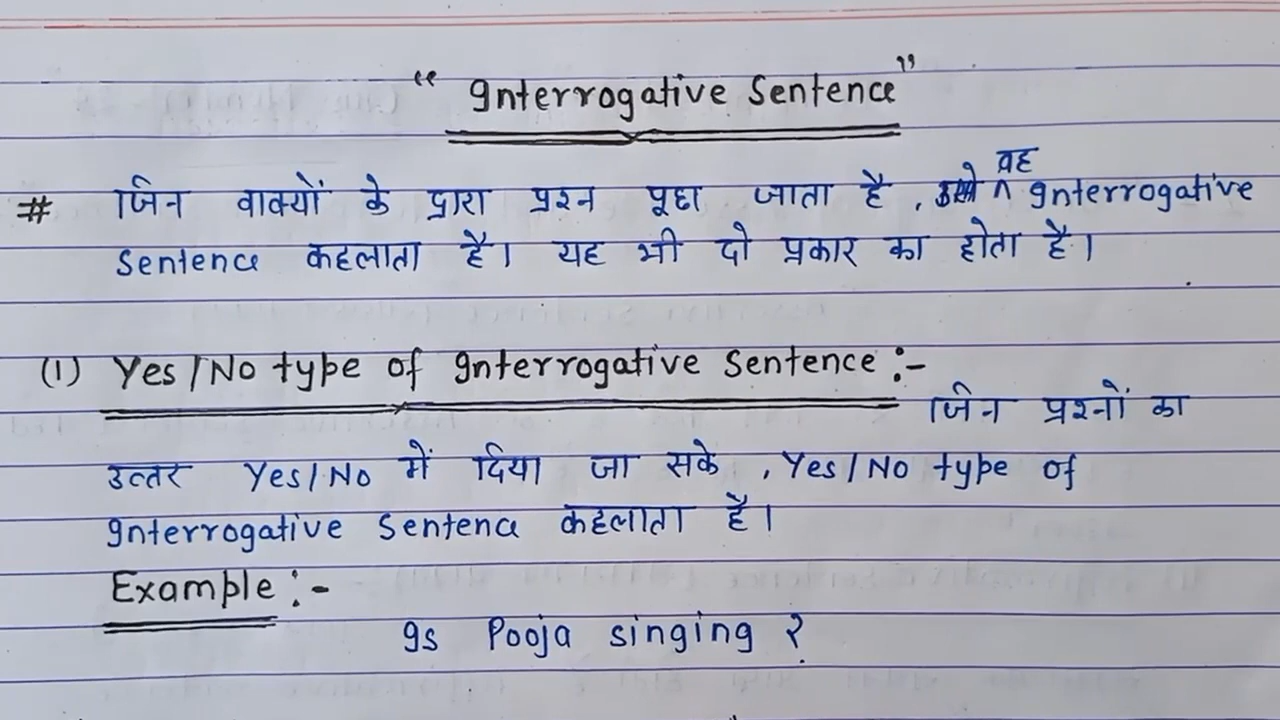 “ Interrogative Sentence ”
# जिन वाक्यों के द्वारा प्रश्न पूछा जाता है, वह Interrogative
Sentence कहलाता है। यह भी दो प्रकार का होता है।
(1) Yes/No type of Interrogative Sentence :-
जिन प्रश्नों का
उत्तर Yes/No में दिया जा सके, Yes/No type of
Interrogative Sentence कहलाता है।
Example :-
Is Pooja singing ?